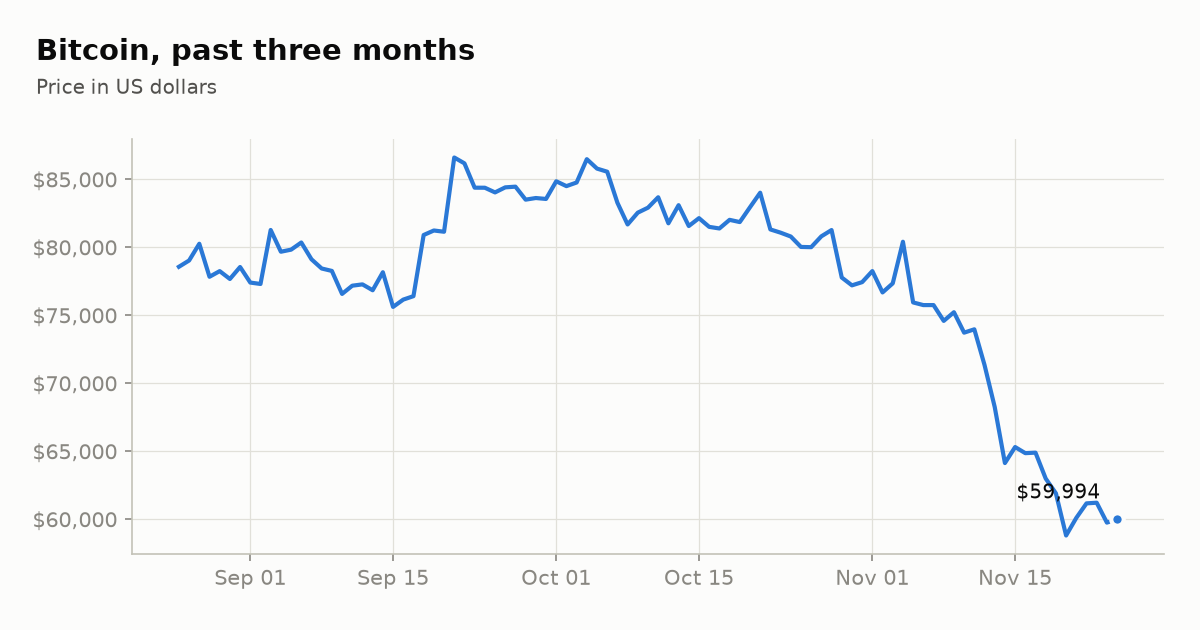 Bitcoin, past three months
Price in US dollars
$85,000
$80,000
$75,000
$70,000
$65,000
$60,000
$59,994
Sep 01
Sep 15
Oct 01
Oct 15
Nov 01
Nov 15